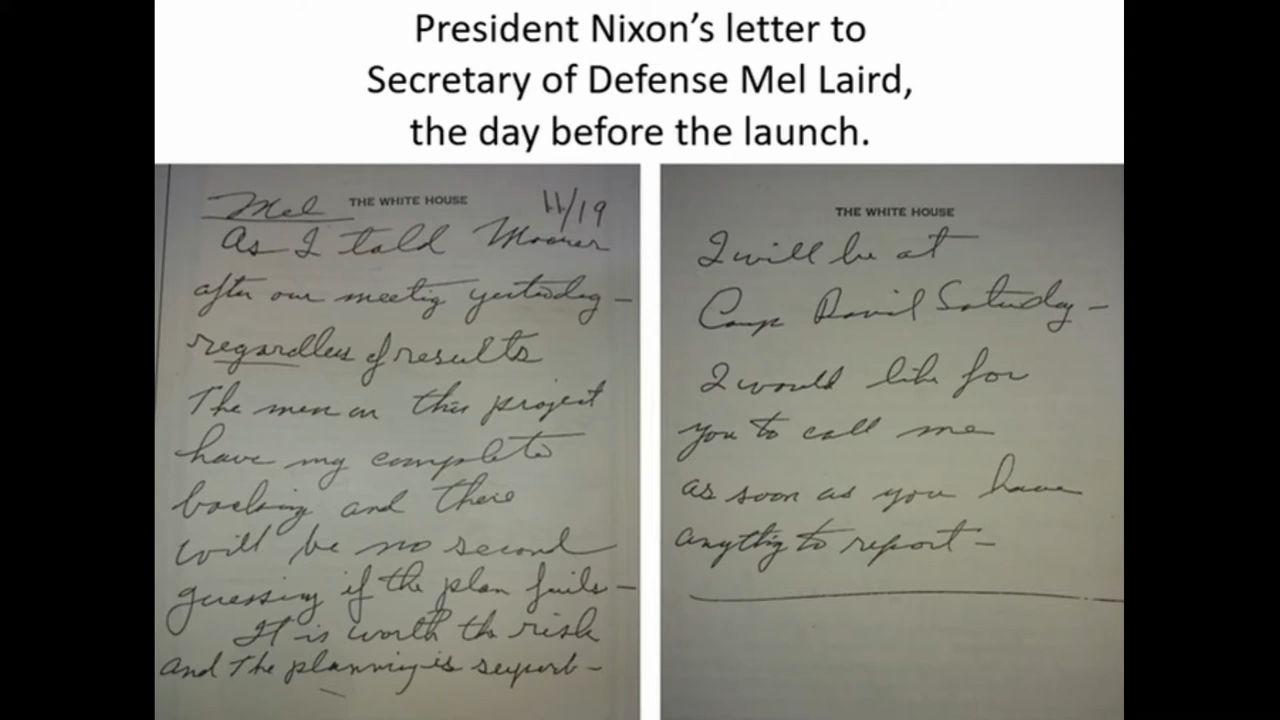 President Nixon’s letter to
Secretary of Defense Mel Laird,
the day before the launch.
Mel THE WHITE HOUSE 11/19
As I told Moorer
after our meeting yesterday –
regardless of results
The men on this project
have my complete
backing and there
will be no second
guessing if the plan fails –
It is worth the risk
and the planning is superb –
THE WHITE HOUSE
I will be at
Camp David Saturday –
I would like for
you to call me
as soon as you have
anything to report –